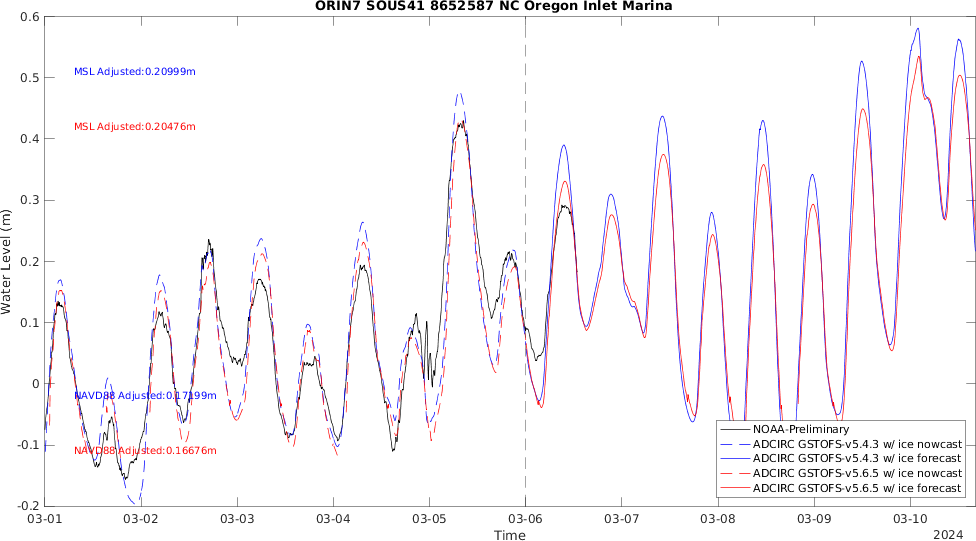 ORIN7 SOUS41 8652587 NC Oregon Inlet Marina
0.6
0.5
0.4
0.3
0.2
0.1
0
-0.1
-0.2
Water Level (m)
MSL Adjusted:0.20999m
MSL Adjusted:0.20476m
NAVD88 Adjusted:0.17199m
NAVD88 Adjusted:0.16676m
NOAA-Preliminary
ADCIRC GSTOFS-v5.4.3 w/ ice nowcast
ADCIRC GSTOFS-v5.4.3 w/ ice forecast
ADCIRC GSTOFS-v5.6.5 w/ ice nowcast
ADCIRC GSTOFS-v5.6.5 w/ ice forecast
03-01 03-02 03-03 03-04 03-05 03-06 03-07 03-08 03-09 03-10
Time
2024